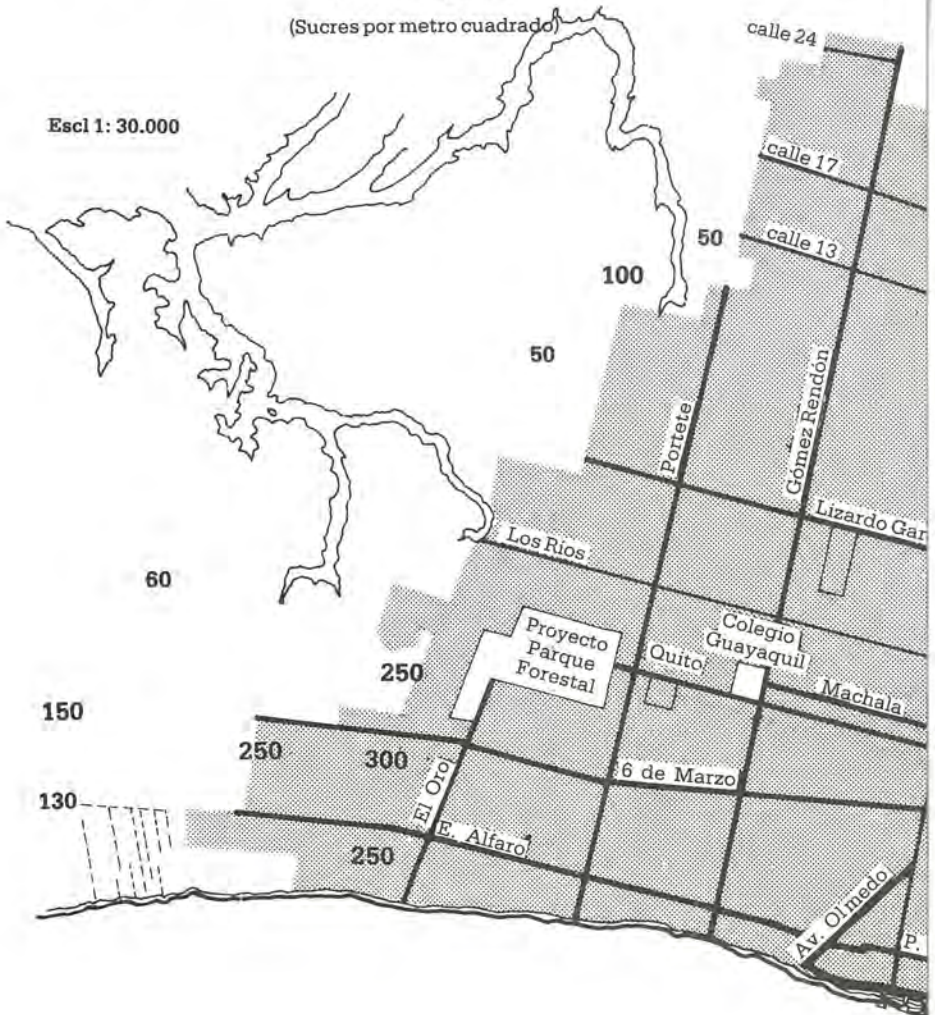 (Sucres por metro cuadrado)
calle 24
Escl 1: 30.000
calle 17
50
calle 13
100
50
Portete
Gómez Rendón
Lizardo Gar
Los Ríos
60
Proyecto
Parque
Forestal
Colegio
Guayaquil
Quito
250
Machala
150
250
300
6 de Marzo
130
El Oro
E. Alfaro
250
Av. Olmedo
P.